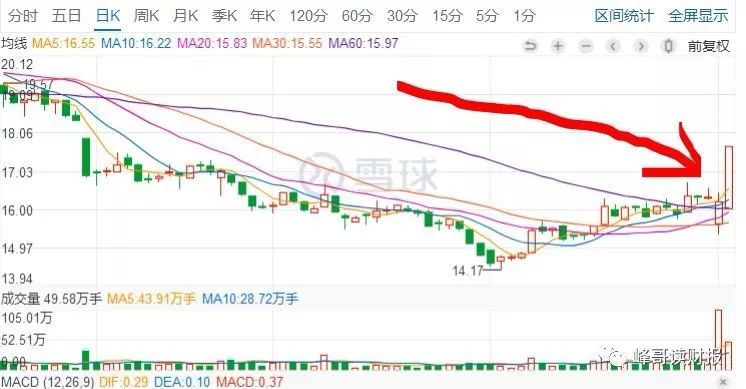 分时 五日 日K 周K 月K 季K 年K 120分 60分 30分 15分 5分 1分 区间统计 全屏显示
均线 MA5:16.55 MA10:16.22 MA20:15.83 MA30:15.55 MA60:15.97 前复权
20.12
19.57
19.09
18.06
17.03
雪球
16.00
14.97
14.17
13.94
成交量 49.58万手 MA5:43.91万手 MA10:28.72万手
105.01万
52.51万
0.00
峰哥读财报
MACD (12,26,9) DIF:0.29 DEA:0.10 MACD:0.37